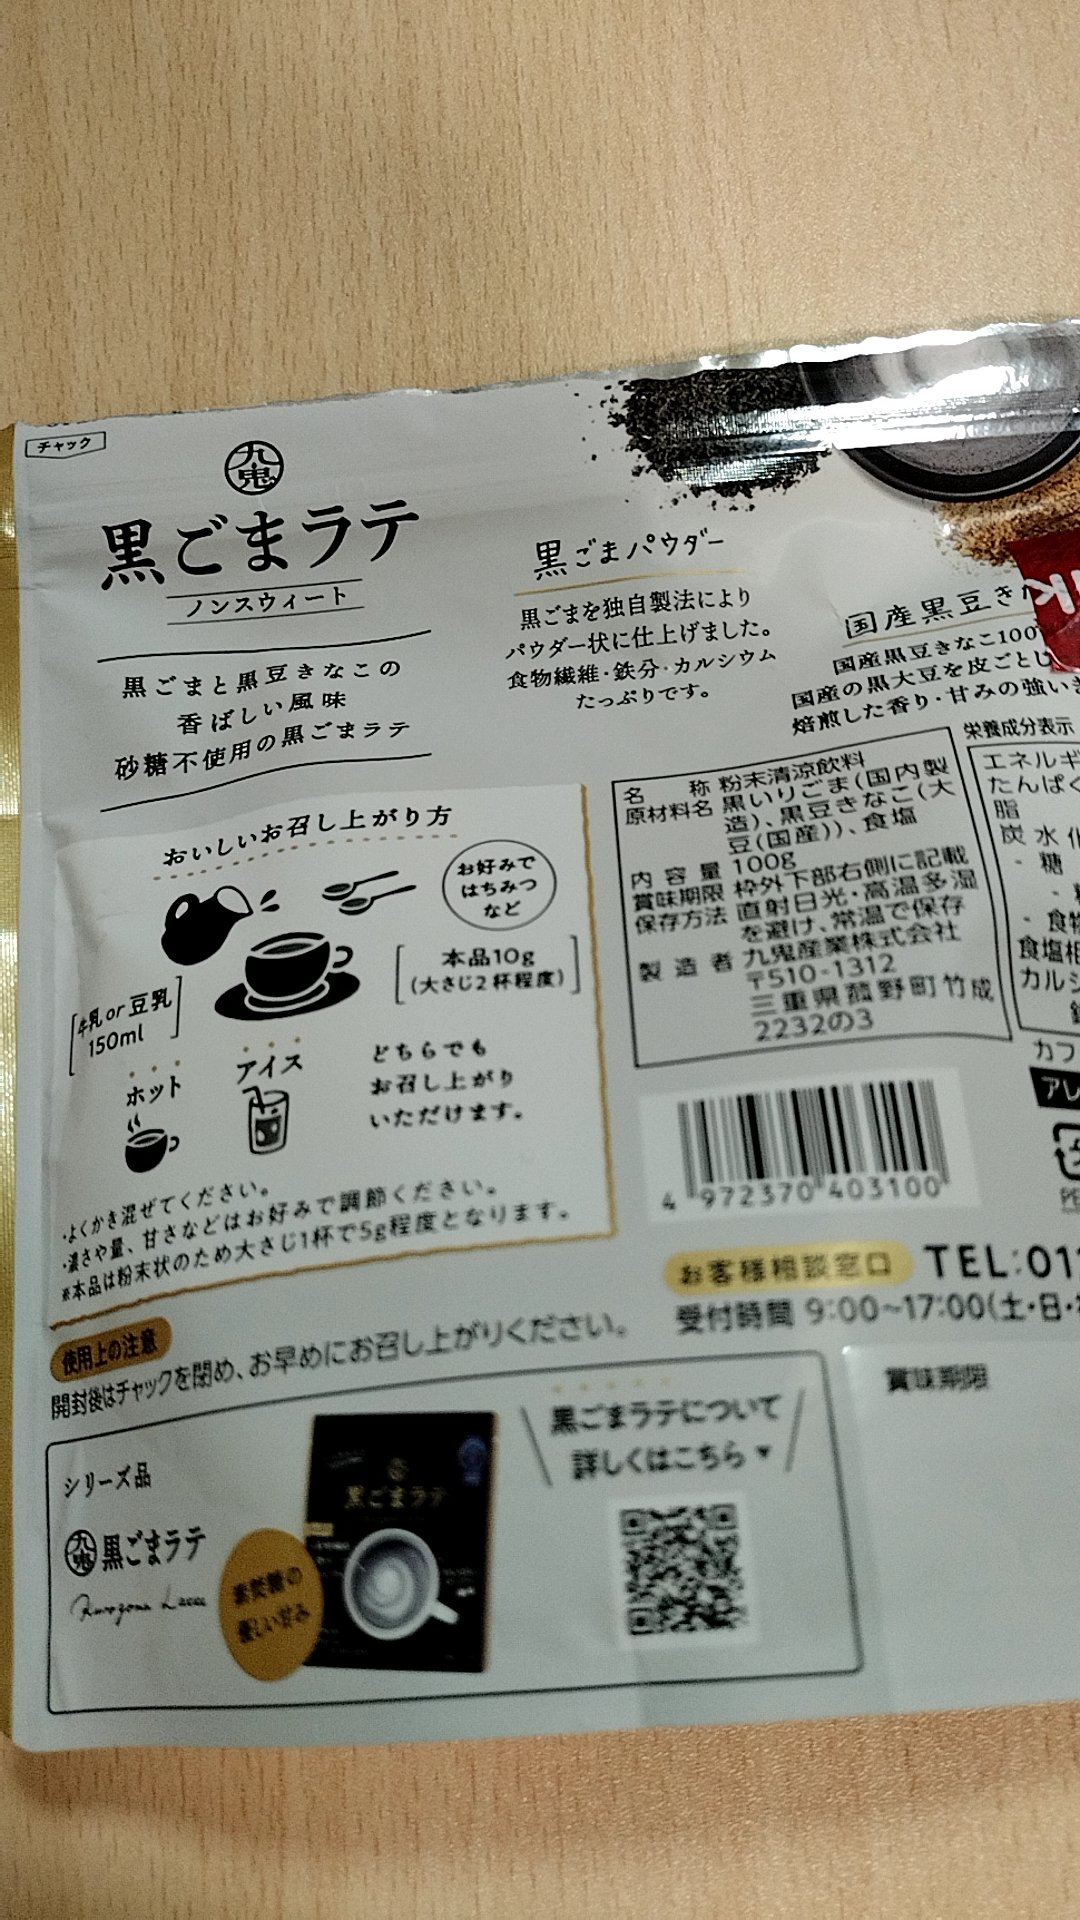 チャック
九鬼
黒ごまラテ
ノンスウィート
黒ごまと黒豆きなこの
香ばしい風味
砂糖不使用の黒ごまラテ
黒ごまパウダー
黒ごまを独自製法により
パウダー状に仕上げました。
食物繊維・鉄分・カルシウム
たっぷりです。
国産黒豆き
国産黒豆きなこ100
国産の黒大豆を皮ごと
焙煎した香り・甘みの強い
おいしいお召し上がり方
お好みで
はちみつ
など
本品10g
(大さじ2杯程度)
牛乳or豆乳
150ml
ホット
アイス
どちらでも
お召し上がり
いただけます。
・よくかき混ぜてください。
・濃さや量、甘さなどはお好みで調節ください。
※本品は粉末状のため大さじ1杯で5g程度となります。
名称 粉末清涼飲料
原材料名 黒いりごま(国内製
造)、黒豆きなこ(大
豆(国産))、食塩
内容量 100g
賞味期限 枠外下部右側に記載
保存方法 直射日光・高温多湿
を避け、常温で保存
製造者 九鬼産業株式会社
〒510-1312
三重県菰野町竹成
2232の3
栄養成分表示
エネルギ
たんぱく
脂
炭水化
- 糖
- 食物
食塩相
カルシ
カフ
アレ
4 972370 403100
お客様相談窓口 TEL:01
受付時間 9:00~17:00(土・日・
賞味期限
使用上の注意
開封後はチャックを閉め、お早めにお召し上がりください。
シリーズ品
九鬼 黒ごまラテ
素焚糖の
優しい甘み
黒ごまラテ
黒ごまラテについて
詳しくはこちら▼